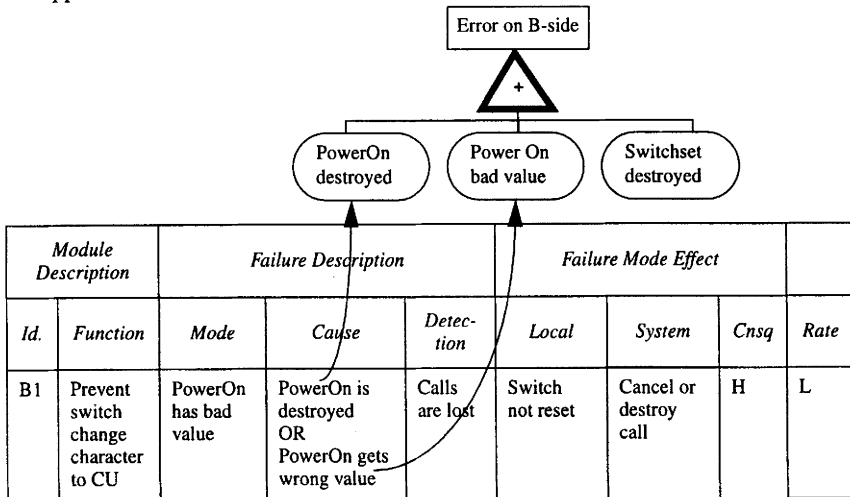 Error on B-side
+
PowerOn
destroyed
Power On
bad value
Switchset
destroyed
Module
Description
Failure Description
Failure Mode Effect
Id.
Function
Mode
Cause
Detec-
tion
Local
System
Cnsq
Rate
B1
Prevent
switch
change
character
to CU
PowerOn
has bad
value
PowerOn is
destroyed
OR
PowerOn gets
wrong value
Calls
are lost
Switch
not reset
Cancel or
destroy
call
H
L